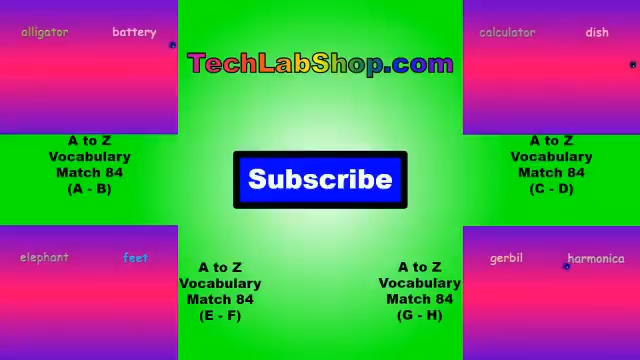 alligator battery
calculator dish
TechLabShop.com
A to Z
Vocabulary
Match 84
(A - B)
Subscribe
A to Z
Vocabulary
Match 84
(C - D)
elephant feet
A to Z
Vocabulary
Match 84
(E - F)
A to Z
Vocabulary
Match 84
(G - H)
gerbil harmonica